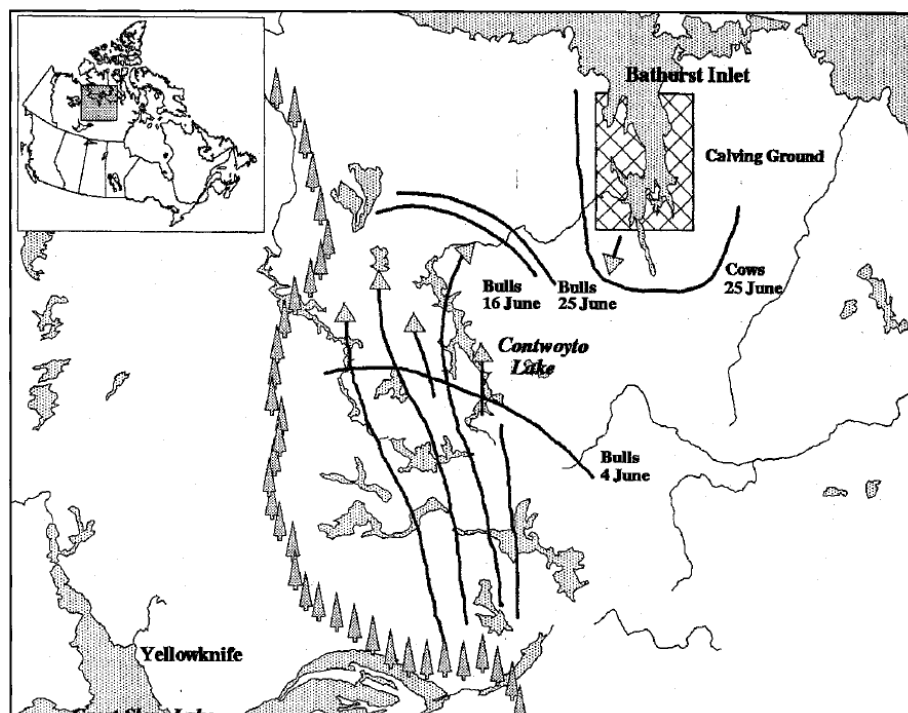 Bathurst Inlet
Calving Ground
Bulls
16 June
Bulls
25 June
Cows
25 June
Contwoyto
Lake
Bulls
4 June
Yellowknife